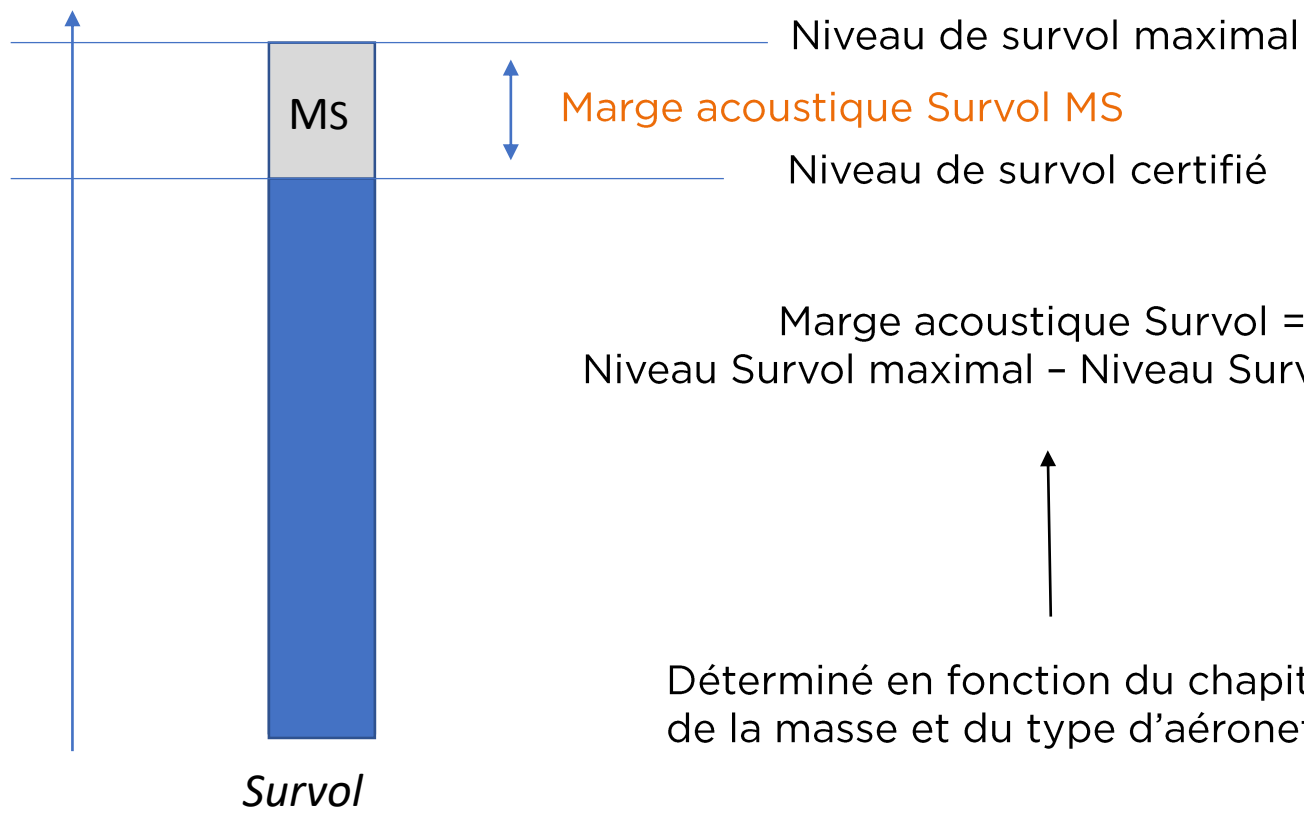 Niveau de survol maximal
MS
Marge acoustique Survol MS
Niveau de survol certifié
Marge acoustique Survol =
Niveau Survol maximal – Niveau Surv
Déterminé en fonction du chapit
de la masse et du type d'aéronef
Survol